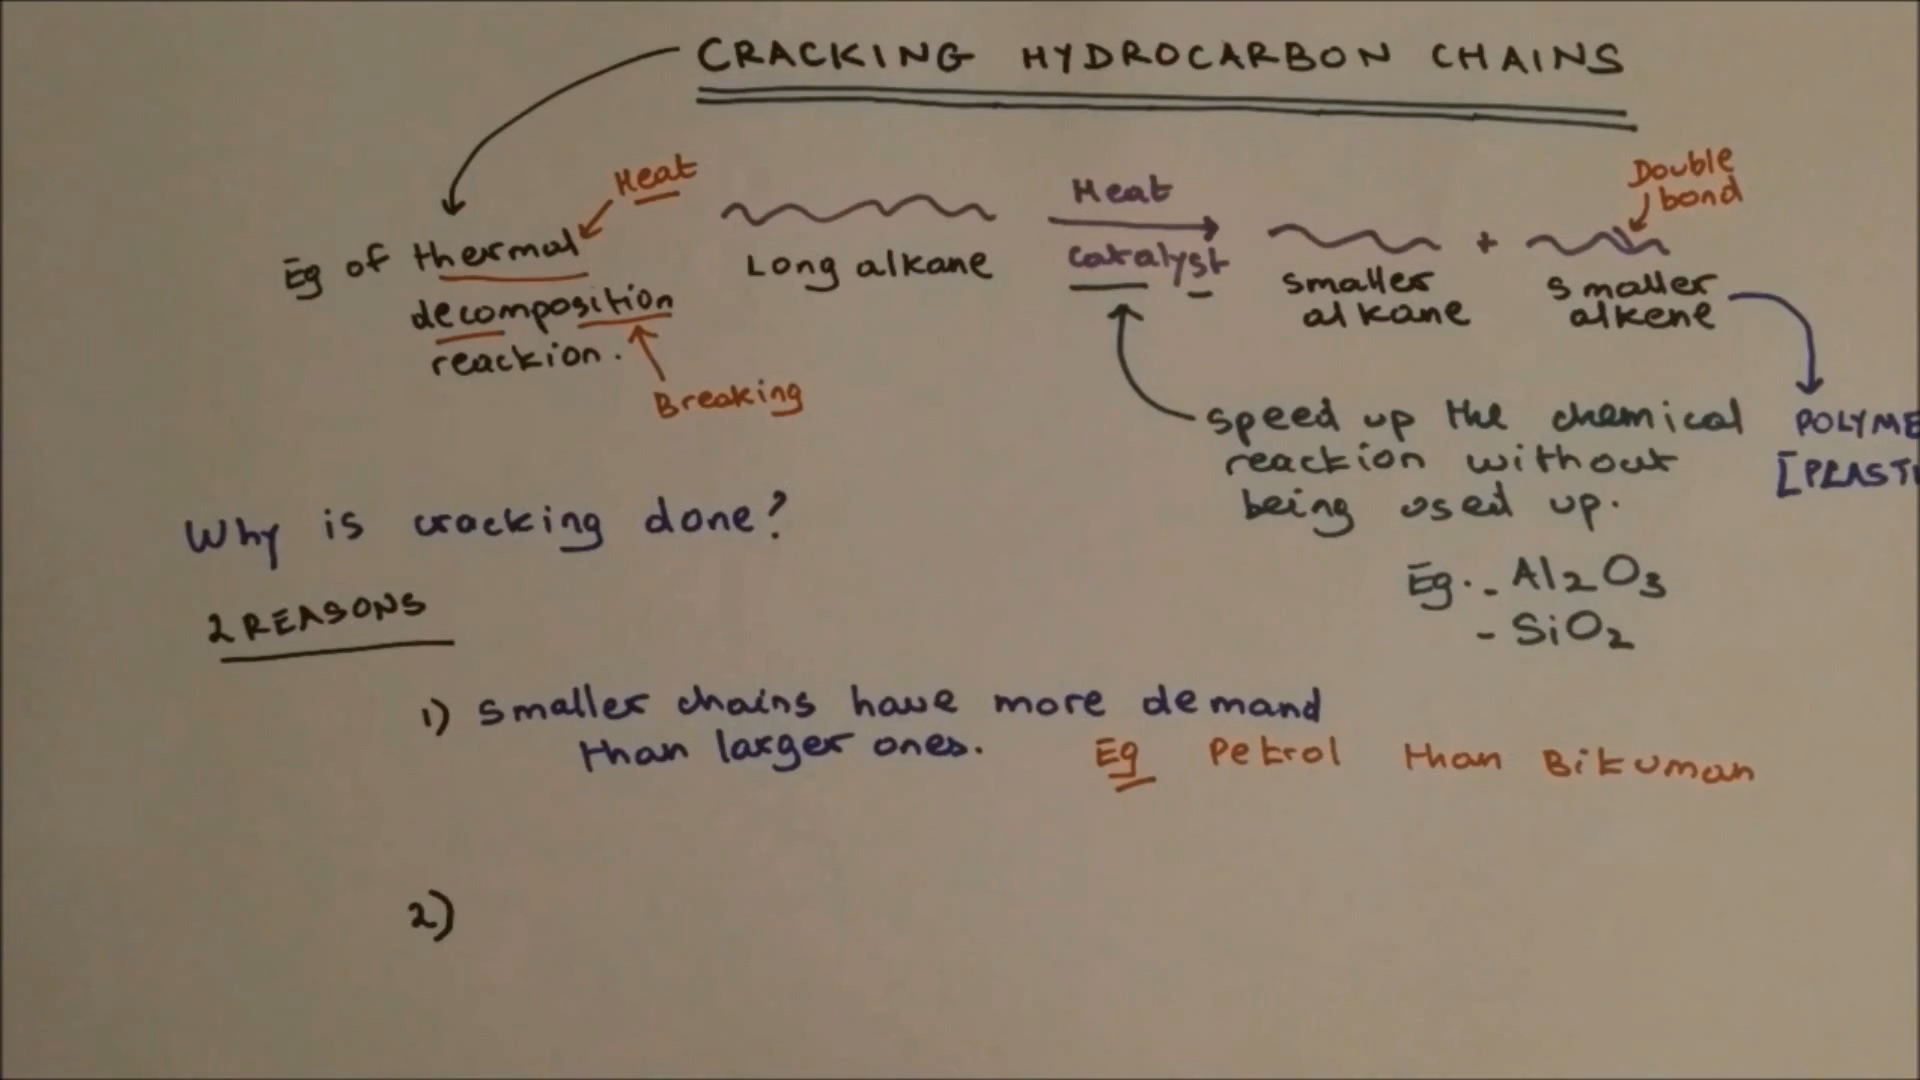 CRACKING HYDROCARBON CHAINS
Heat
Eg of thermal
decomposition
reaction.
Breaking
Long alkane
Heat
catalyst
smaller
alkane
+
Double
bond
smaller
alkene
speed up the chemical
reaction without
being used up.
POLYME
[PLASTI
Eg. - Al2O3
- SiO2
Why is cracking done?
2 REASONS
1) smaller chains have more demand
than larger ones. Eg Petrol than Bituman
2)